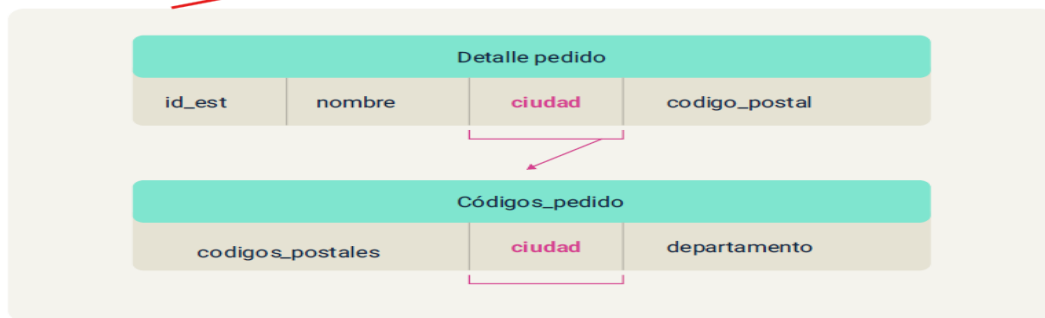 Detalle pedido
id_est nombre ciudad codigo_postal
Códigos_pedido
codigos_postales ciudad departamento